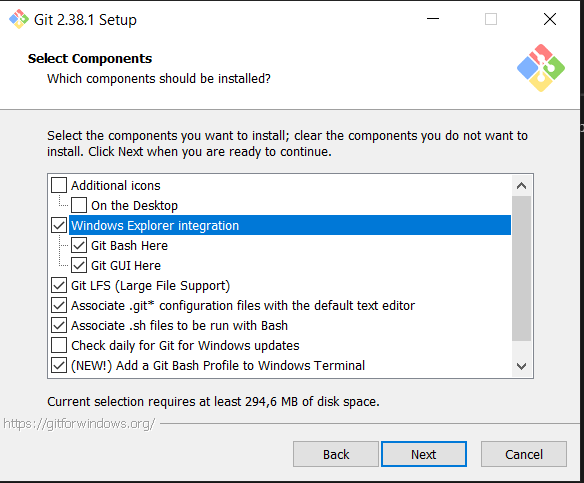 Git 2.38.1 Setup
Select Components
Which components should be installed?
Select the components you want to install; clear the components you do not want to
install. Click Next when you are ready to continue.
Additional icons
On the Desktop
Windows Explorer integration
Git Bash Here
Git GUI Here
Git LFS (Large File Support)
Associate .git* configuration files with the default text editor
Associate .sh files to be run with Bash
Check daily for Git for Windows updates
(NEW!) Add a Git Bash Profile to Windows Terminal
Current selection requires at least 294,6 MB of disk space.
https://gitforwindows.org/
Back
Next
Cancel